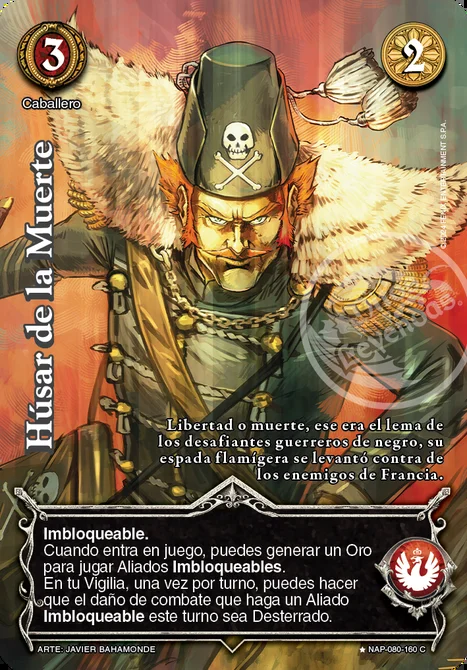 3
2
Caballero
Húsar de la Muerte
Leyendas
Libertad o muerte, ese era el lema de
los desafiantes guerreros de negro, su
espada flamígera se levantó contra de
los enemigos de Francia.
Imbloqueable.
Cuando entra en juego, puedes generar un Oro
para jugar Aliados Imbloqueables.
En tu Vigilia, una vez por turno, puedes hacer
que el daño de combate que haga un Aliado
Imbloqueable este turno sea Desterrado.
ARTE: JAVIER BAHAMONDE
★ NAP-080-160 C